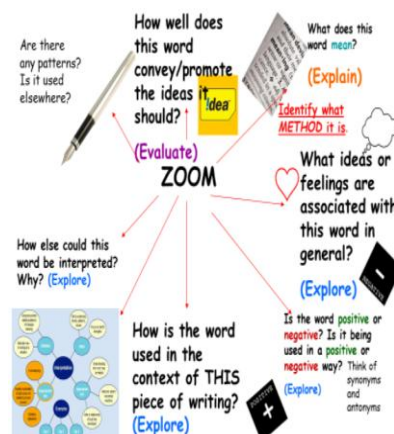 Are there
any patterns?
Is it used
elsewhere?
How well does
this word
convey/promote
the ideas it
should?
(Evaluate)
!dea
What does this
word mean?
(Explain)
Identify what
METHOD it is.
ZOOM
What ideas or
feelings are
associated with
this word in
general?
(Explore)
NEGATIVE
How else could this
word be interpreted?
Why? (Explore)
How is the word
used in the
context of THIS
piece of writing?
(Explore)
POSITIVE
Is the word positive or
negative? Is it being
used in a positive or
negative way? Think of
synonyms
and
antonyms
(Explore)